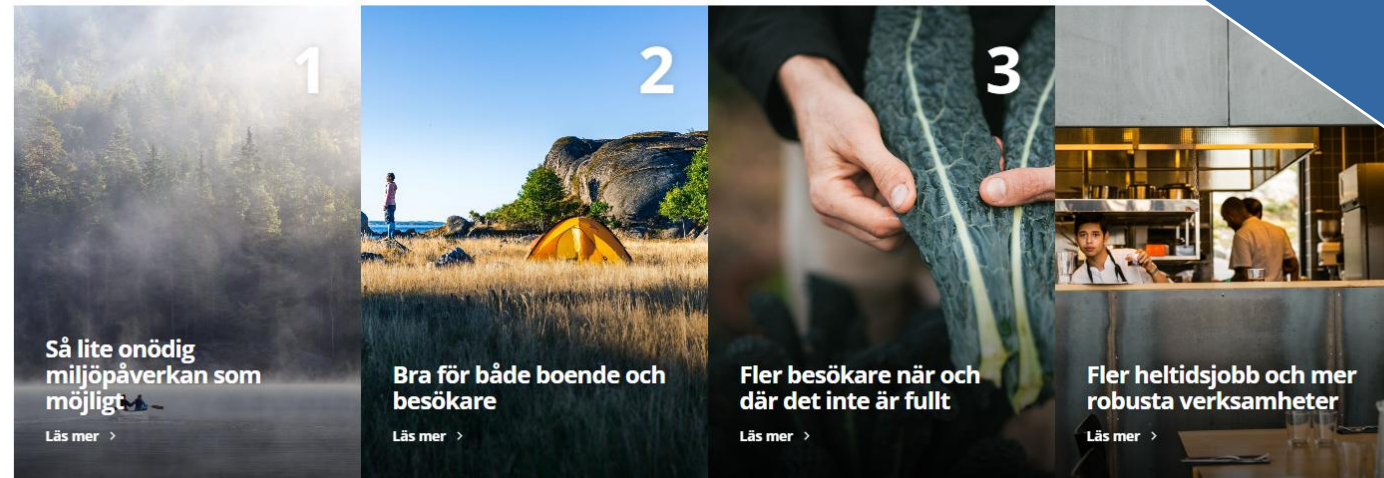 1
Så lite onödig
miljöpåverkan som
möjligt
Läs mer
2
Bra för både boende och
besökare
Läs mer
3
Fler besökare när och
där det inte är fullt
Läs mer
Fler heltidsjobb och mer
robusta verksamheter
Läs mer